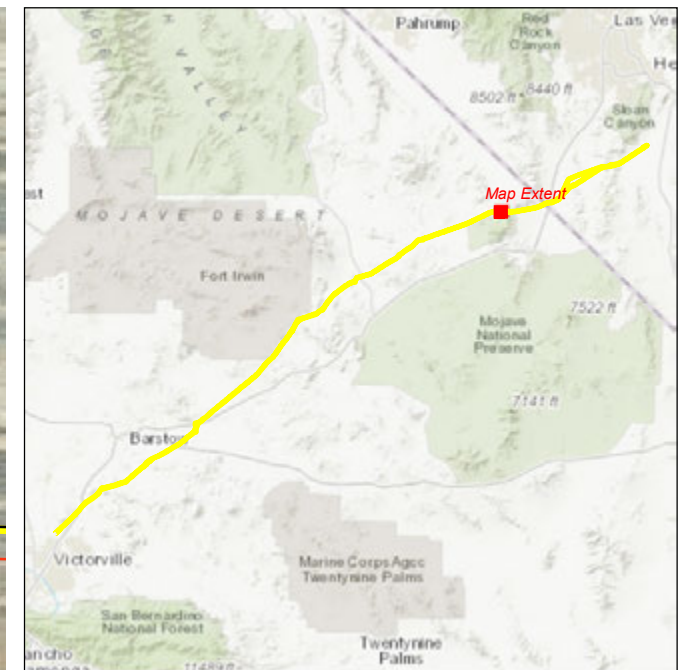 Pahrump
Red
Rock
Canyon
Las Ve
He
VALLEY
8502 ft
8440 ft
Sloan
Canyon
Map Extent
MOJAVE DESERT
Fort Irwin
7522 ft
Mojave
National
Preserve
7141 ft
Barstow
Victorville
Marine Corps Agcc
Twentynine Palms
San Bernardino
National Forest
Twentynine
Palms